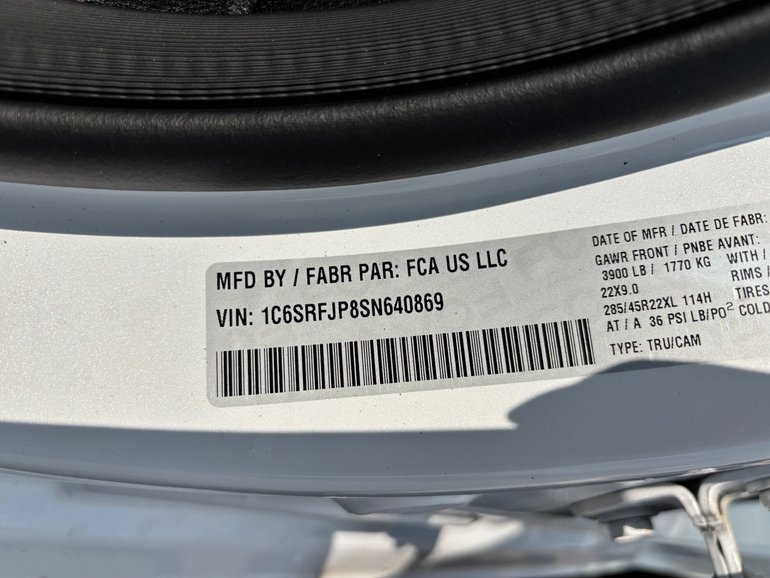 MFD BY / FABR PAR: FCA US LLC
VIN: 1C6SRFJP8SN640869
DATE OF MFR / DATE DE FABR:
GAWR FRONT / PNBE AVANT:
3900 LB / 1770 KG WITH /
22X9.0 RIMS /
285/45R22XL 114H TIRES
AT / A 36 PSI LB/PO² COLD
TYPE: TRU/CAM